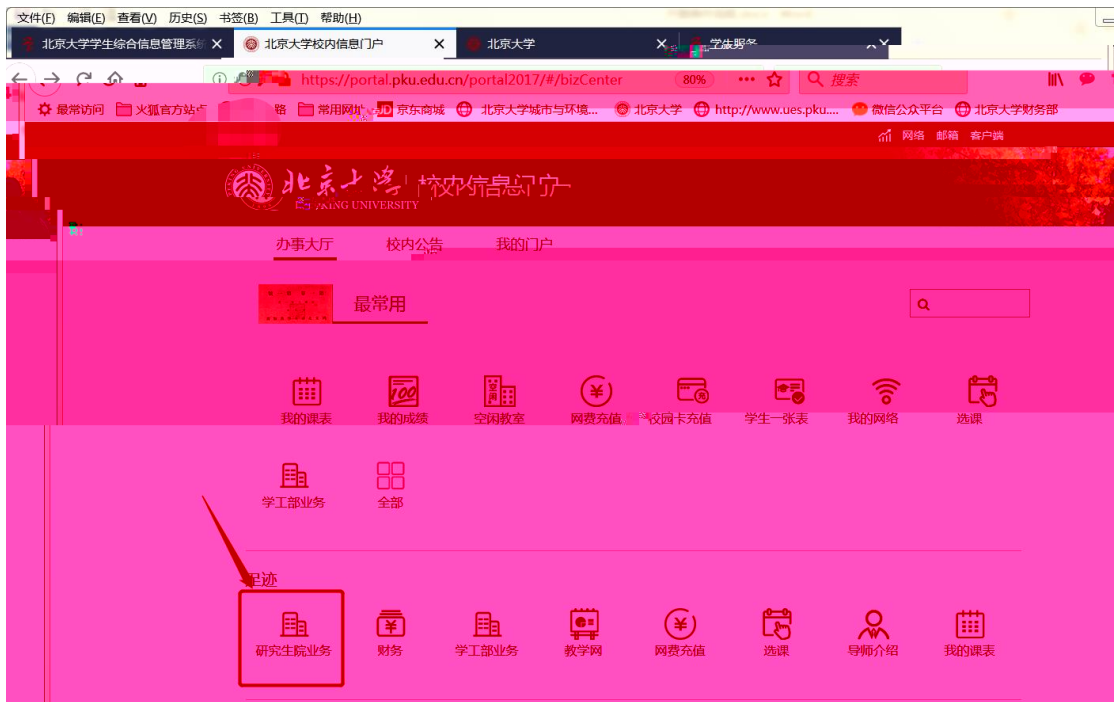 文件(F) 编辑(E) 查看(V) 历史(S) 书签(B) 工具(T) 帮助(H)
北京大学学生综合信息管理系统 北京大学校内信息门户 北京大学
https://portal.pku.edu.cn/portal2017/#/bizCenter 80% 搜索
最常访问 火狐官方站点 常用网址 JD 京东商城 北京大学城市与环境... 北京大学 http://www.ues.pku.... 微信公众平台 北京大学财务部
网络 邮箱 客户端
北京大学 校内信息门户
PEKING UNIVERSITY
办事大厅 校内公告 我的门户
最常用
100
我的课表 我的成绩 空闲教室 网费充值 校园卡充值 学生一张表 我的网络 选课
学工部业务 全部
足迹
研究生院业务 财务 学工部业务 教学网 网费充值 选课 导师介绍 我的课表